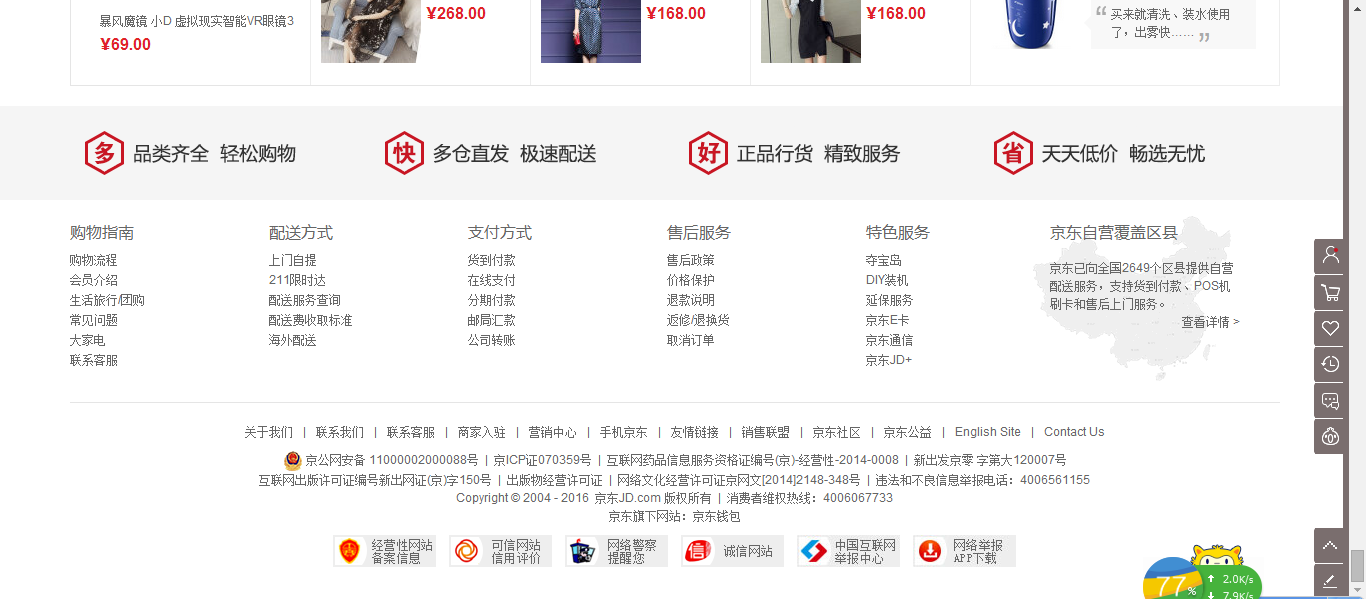 暴风魔镜 小D 虚拟现实智能VR眼镜3
¥69.00
¥268.00
¥168.00
¥168.00
“ 买来就清洗、装水使用
了，出雾快…… ”
多 品类齐全 轻松购物
快 多仓直发 极速配送
好 正品行货 精致服务
省 天天低价 畅选无忧
购物指南
购物流程
会员介绍
生活旅行/团购
常见问题
大家电
联系客服
配送方式
上门自提
211限时达
配送服务查询
配送费收取标准
海外配送
支付方式
货到付款
在线支付
分期付款
邮局汇款
公司转账
售后服务
售后政策
价格保护
退款说明
返修/退换货
取消订单
特色服务
夺宝岛
DIY装机
延保服务
京东E卡
京东通信
京东JD+
京东自营覆盖区县
京东已向全国2649个区县提供自营
配送服务，支持货到付款、POS机
刷卡和售后上门服务。
查看详情 >
关于我们 | 联系我们 | 联系客服 | 商家入驻 | 营销中心 | 手机京东 | 友情链接 | 销售联盟 | 京东社区 | 京东公益 | English Site | Contact Us
京公网安备 11000002000088号 | 京ICP证070359号 | 互联网药品信息服务资格证编号(京)-经营性-2014-0008 | 新出发京零 字第大120007号
互联网出版许可证编号新出网证(京)字150号 | 出版物经营许可证 | 网络文化经营许可证京网文[2014]2148-348号 | 违法和不良信息举报电话：4006561155
Copyright © 2004 - 2016 京东JD.com 版权所有 | 消费者维权热线：4006067733
京东旗下网站：京东钱包
经营性网站
备案信息
可信网站
信用评价
网络警察
提醒您
信 诚信网站
中国互联网
举报中心
网络举报
APP下载
77%
2.0K/s
7.9K/s